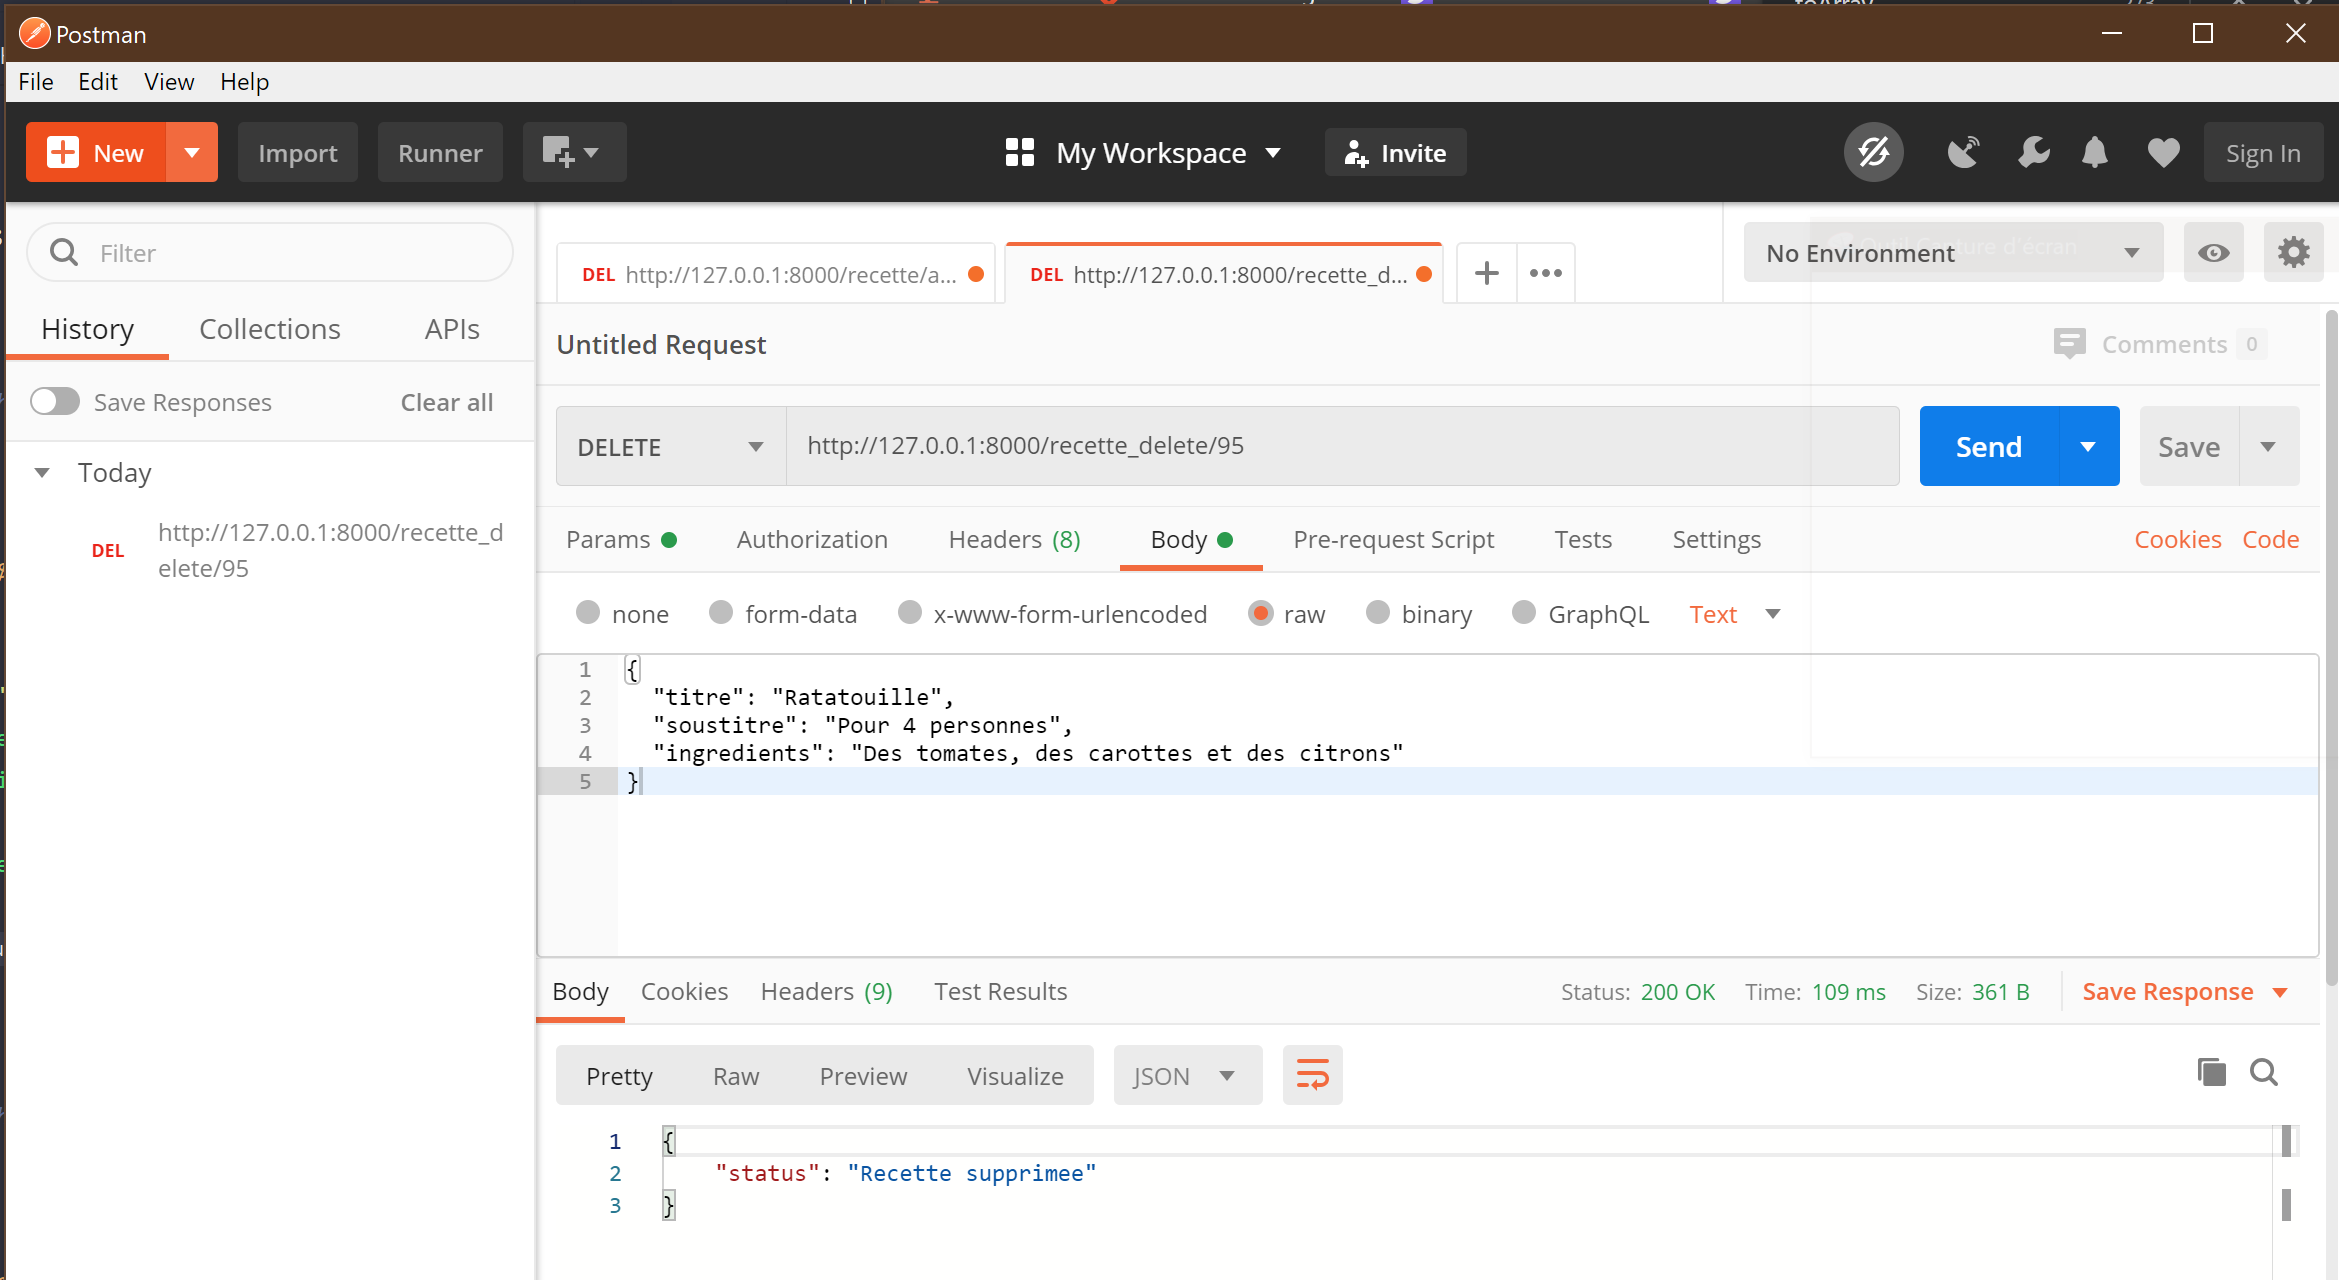 Postman
File Edit View Help
New Import Runner My Workspace Invite Sign In
Filter
History Collections APIs
Save Responses Clear all
Today
DEL http://127.0.0.1:8000/recette_d
elete/95
DEL http://127.0.0.1:8000/recette/a... DEL http://127.0.0.1:8000/recette_d... No Environment
Outil Capture d'écran
Untitled Request Comments 0
DELETE http://127.0.0.1:8000/recette_delete/95 Send Save
Params Authorization Headers (8) Body Pre-request Script Tests Settings Cookies Code
none form-data x-www-form-urlencoded raw binary GraphQL Text
1 {
2 "titre": "Ratatouille",
3 "soustitre": "Pour 4 personnes",
4 "ingredients": "Des tomates, des carottes et des citrons"
5 }
Body Cookies Headers (9) Test Results Status: 200 OK Time: 109 ms Size: 361 B Save Response
Pretty Raw Preview Visualize JSON
1 {
2 "status": "Recette supprimee"
3 }